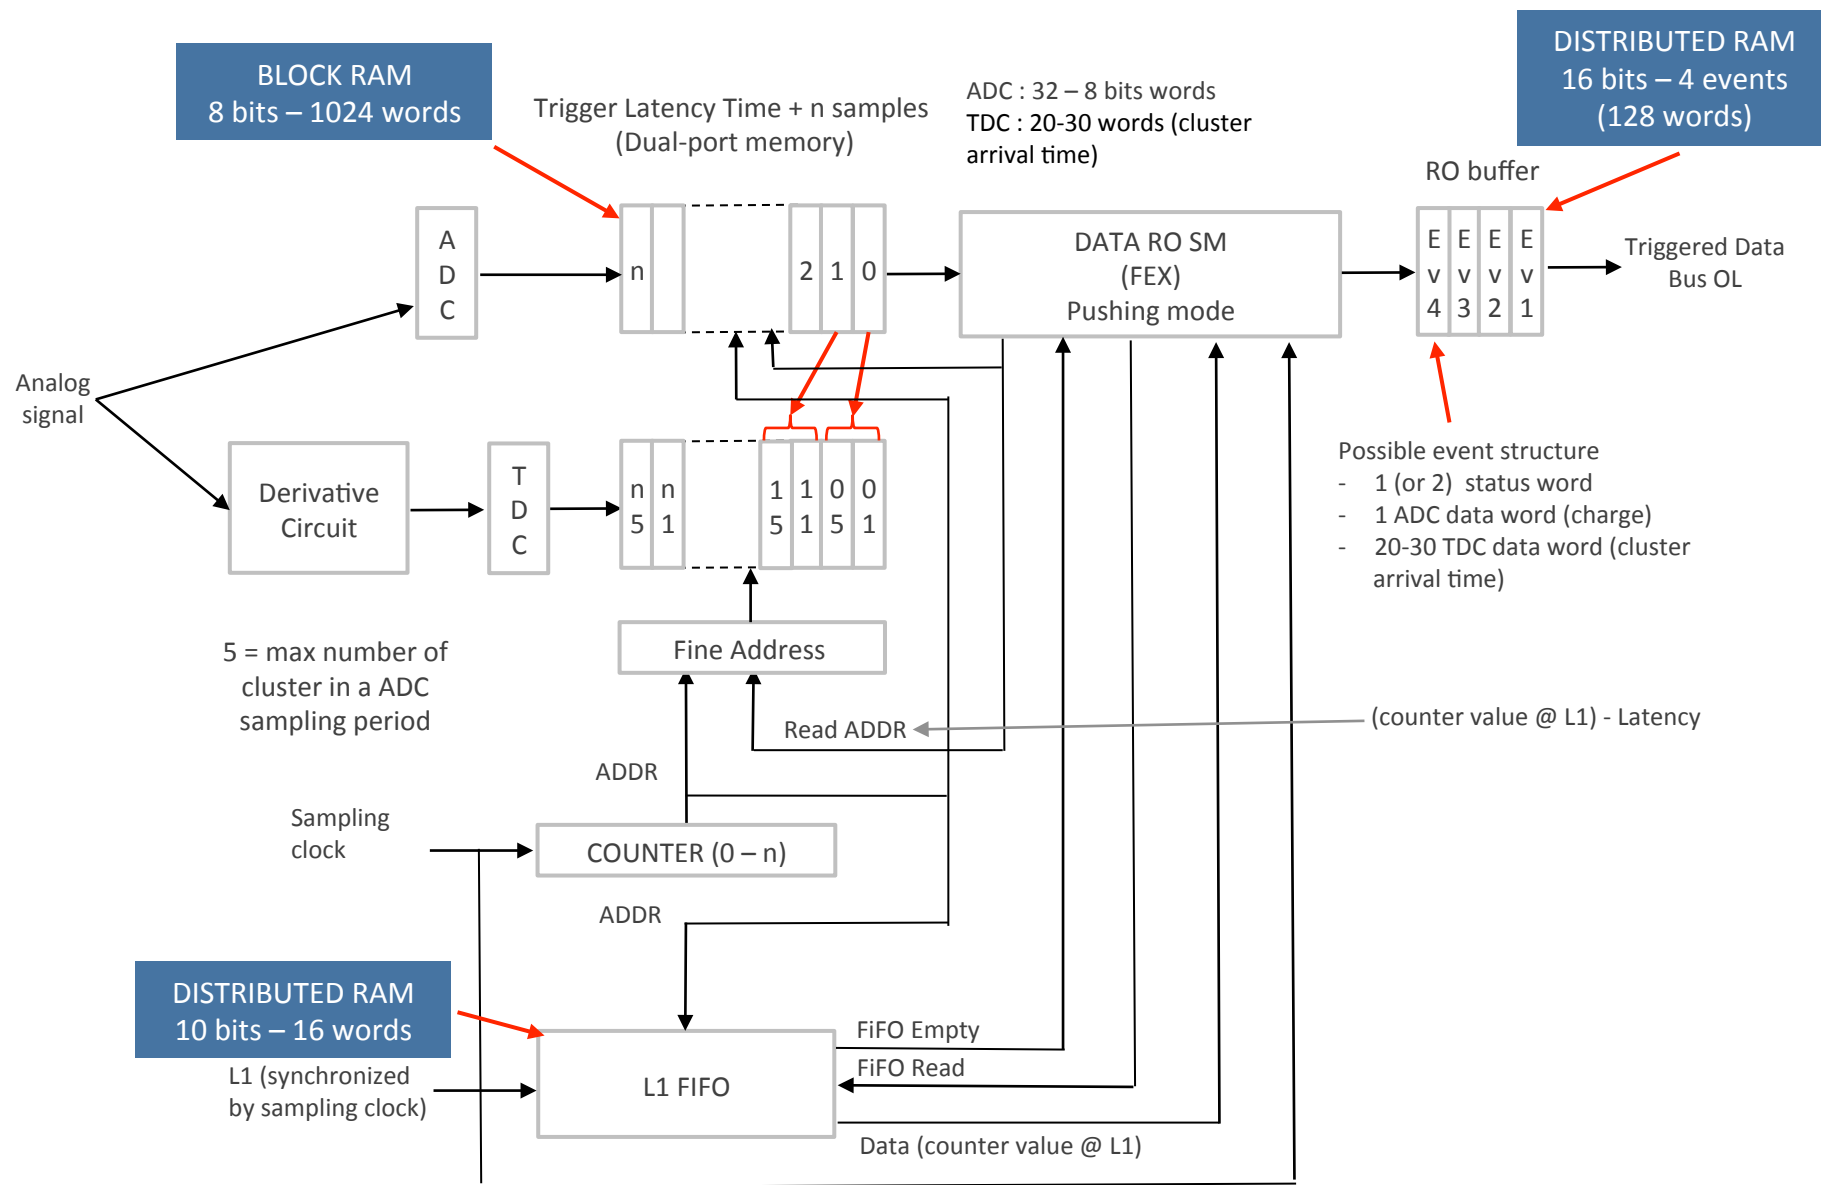 BLOCK RAM
8 bits – 1024 words
Trigger Latency Time + n samples
(Dual-port memory)
ADC : 32 – 8 bits words
TDC : 20-30 words (cluster
arrival time)
DISTRIBUTED RAM
16 bits – 4 events
(128 words)
RO buffer
A
D
C
n
2 1 0
DATA RO SM
(FEX)
Pushing mode
E E E E
v v v v
4 3 2 1
Triggered Data
Bus OL
Analog
signal
Derivative
Circuit
T
D
C
n n
5 1
1 1 0 0
5 1 5 1
Possible event structure
- 1 (or 2) status word
- 1 ADC data word (charge)
- 20-30 TDC data word (cluster
arrival time)
5 = max number of
cluster in a ADC
sampling period
Fine Address
Read ADDR
(counter value @ L1) - Latency
ADDR
Sampling
clock
COUNTER (0 – n)
ADDR
DISTRIBUTED RAM
10 bits – 16 words
L1 (synchronized
by sampling clock)
L1 FIFO
FiFO Empty
FiFO Read
Data (counter value @ L1)